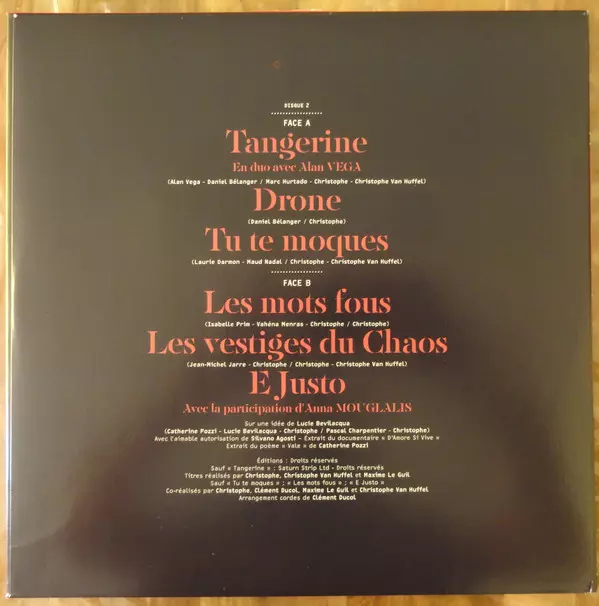 DISQUE 2
FACE A
Tangerine
En duo avec Alan VEGA
(Alan Vega - Daniel Bélanger / Marc Hurtado - Christophe - Christophe Van Huffel)
Drone
(Daniel Bélanger / Christophe)
Tu te moques
(Laurie Darmon - Maud Nadal / Christophe - Christophe Van Huffel)
FACE B
Les mots fous
(Isabelle Prim - Vahéna Menras - Christophe / Christophe)
Les vestiges du Chaos
(Jean-Michel Jarre - Christophe / Christophe - Christophe Van Huffel)
E Justo
Avec la participation d'Anna MOUGLALIS
Sur une idée de Lucie Bevilacqua
(Catherine Pozzi - Lucie Bevilacqua - Christophe / Pascal Charpentier - Christophe)
Avec l'aimable autorisation de Silvano Agosti - Extrait du documentaire « D'Amore Si Vive »
Extrait du poème « Vale » de Catherine Pozzi
Éditions : Droits réservés
Sauf « Tangerine » : Saturn Strip Ltd - Droits réservés
Titres réalisés par Christophe, Christophe Van Huffel et Maxime Le Guil
Sauf « Tu te moques » ; « Les mots fous » ; « E Justo »
Co-réalisés par Christophe, Clément Ducol, Maxime Le Guil et Christophe Van Huffel
Arrangement cordes de Clément Ducol